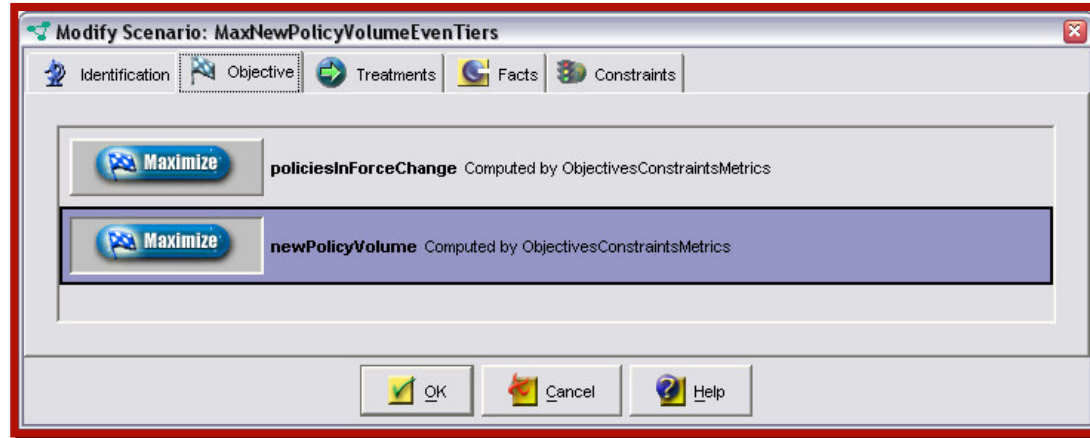 Modify Scenario: MaxNewPolicyVolumeEvenTiers
Identification Objective Treatments Facts Constraints
Maximize policiesInForceChange Computed by ObjectivesConstraintsMetrics
Maximize newPolicyVolume Computed by ObjectivesConstraintsMetrics
OK Cancel Help